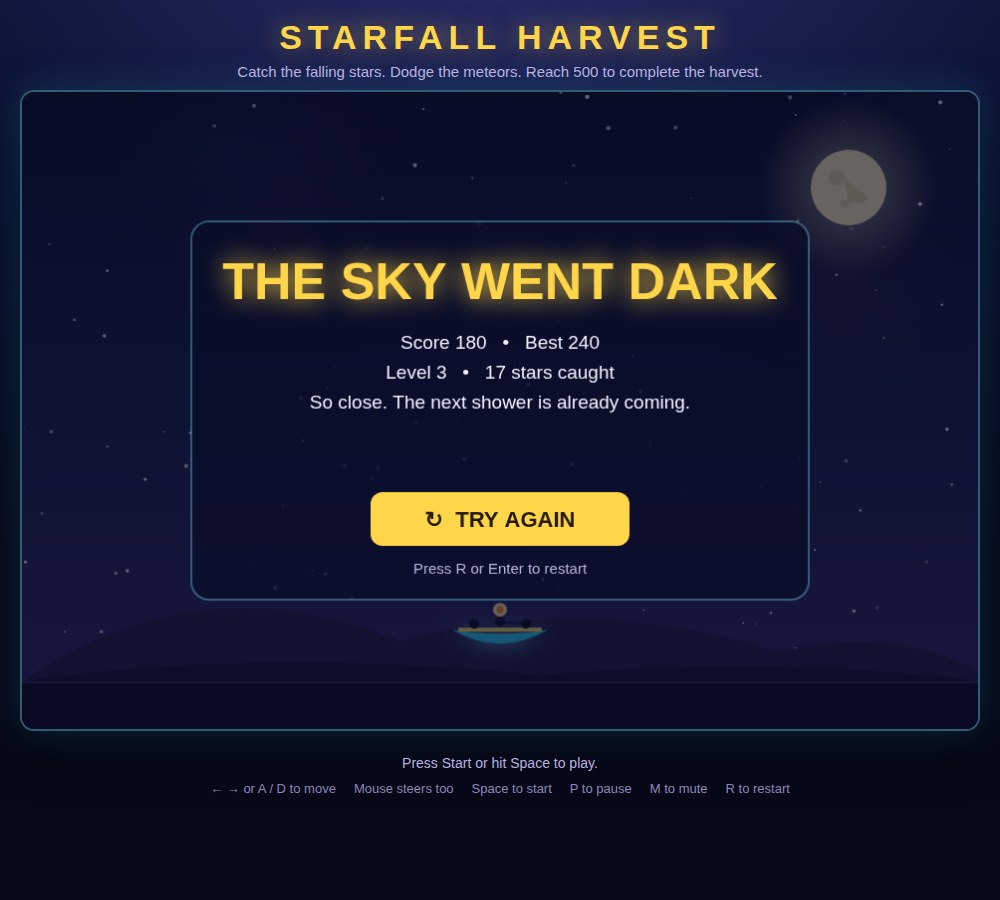 STARFALL HARVEST
Catch the falling stars. Dodge the meteors. Reach 500 to complete the harvest.
THE SKY WENT DARK
Score 180 • Best 240
Level 3 • 17 stars caught
So close. The next shower is already coming.
↻ TRY AGAIN
Press R or Enter to restart
Press Start or hit Space to play.
← → or A / D to move Mouse steers too Space to start P to pause M to mute R to restart